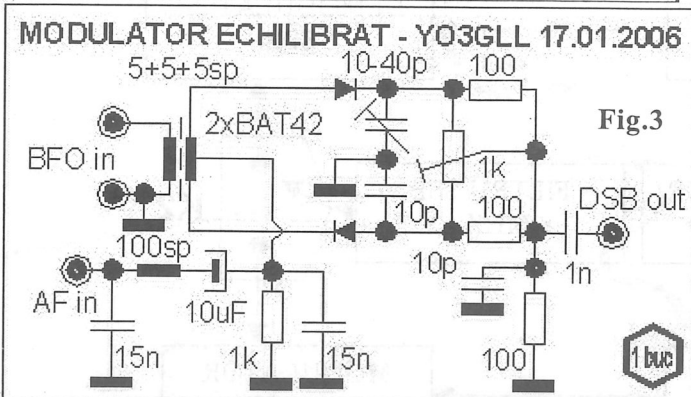 MODULATOR ECHILIBRAT - YO3GLL 17.01.2006
5+5+5sp
10-40p
100
2xBAT42
Fig.3
BFO in
1k
DSB out
10p
100
100sp
10p
1n
AF in
10uF
15n
1k
15n
100
1buc